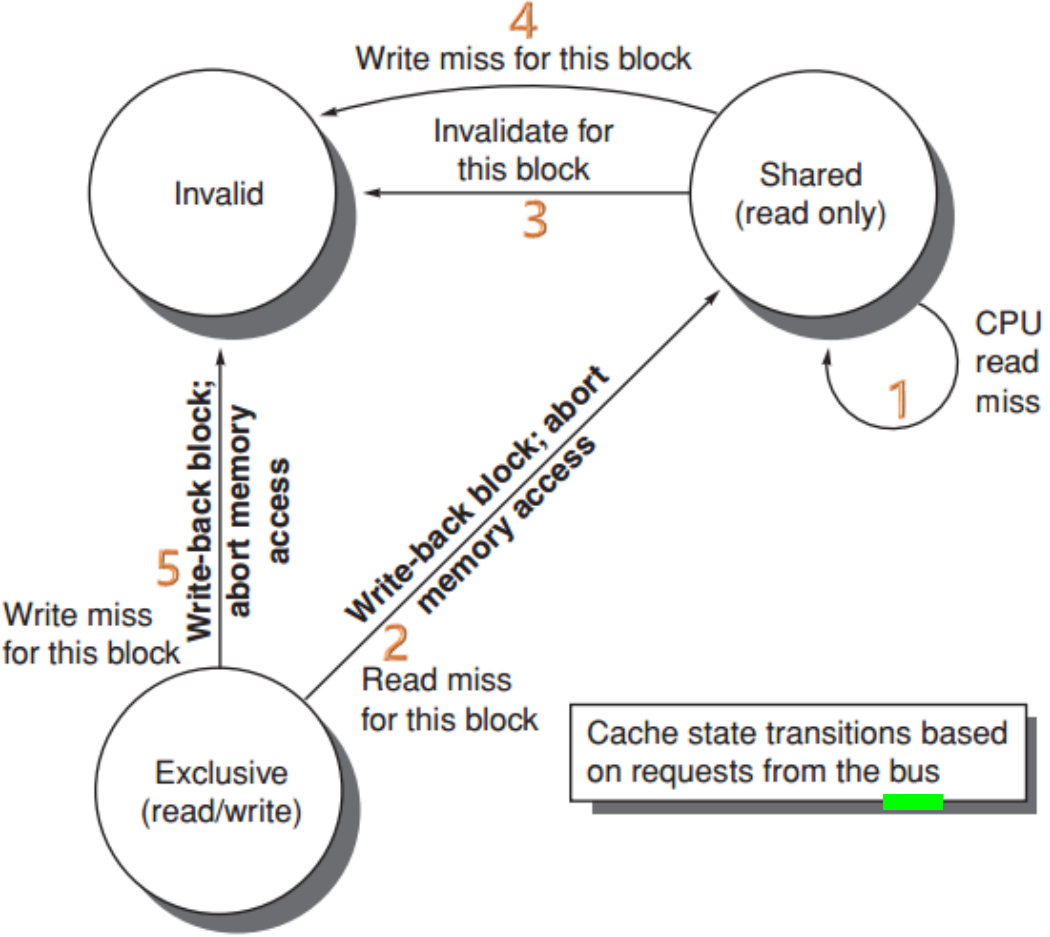 4
Write miss for this block
Invalidate for
this block
3
Invalid
Shared
(read only)
CPU
read
miss
1
Write-back block;
abort memory
access
5
Write miss
for this block
Write-back block; abort
memory access
2
Read miss
for this block
Exclusive
(read/write)
Cache state transitions based
on requests from the bus